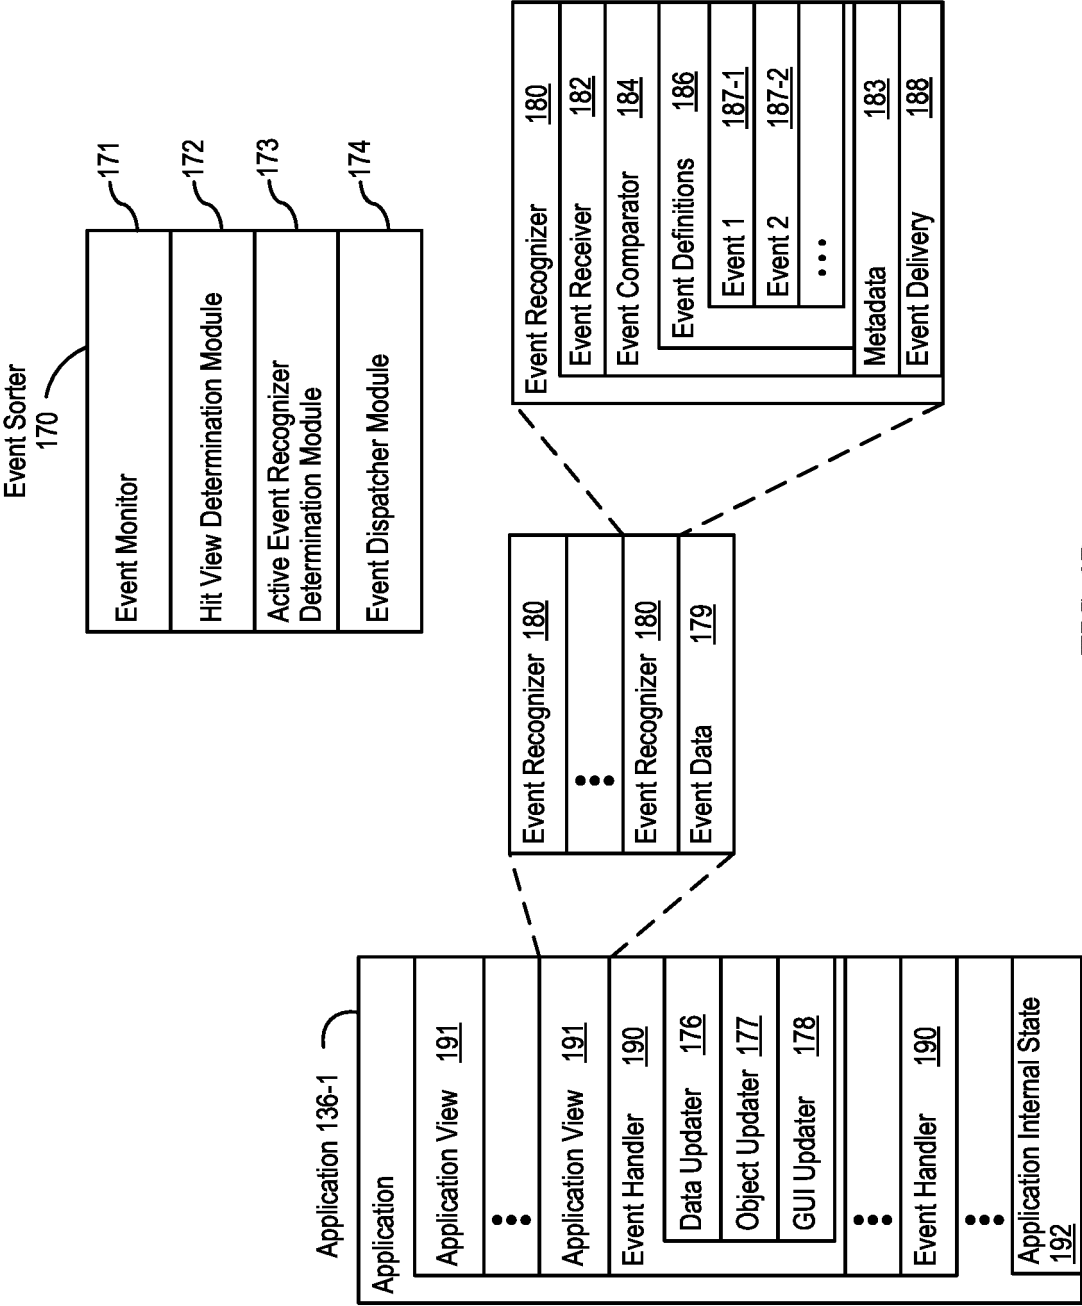 Event Sorter
170
Event Monitor
171
Hit View Determination Module
172
Active Event Recognizer
Determination Module
173
Event Dispatcher Module
174
Application 136-1
Application
Application View 191
•••
Application View 191
Event Handler 190
Data Updater 176
Object Updater 177
GUI Updater 178
•••
Event Handler 190
•••
Application Internal State
192
Event Recognizer 180
•••
Event Recognizer 180
Event Data 179
Event Recognizer 180
Event Receiver 182
Event Comparator 184
Event Definitions 186
Event 1 187-1
Event 2 187-2
•••
Metadata 183
Event Delivery 188